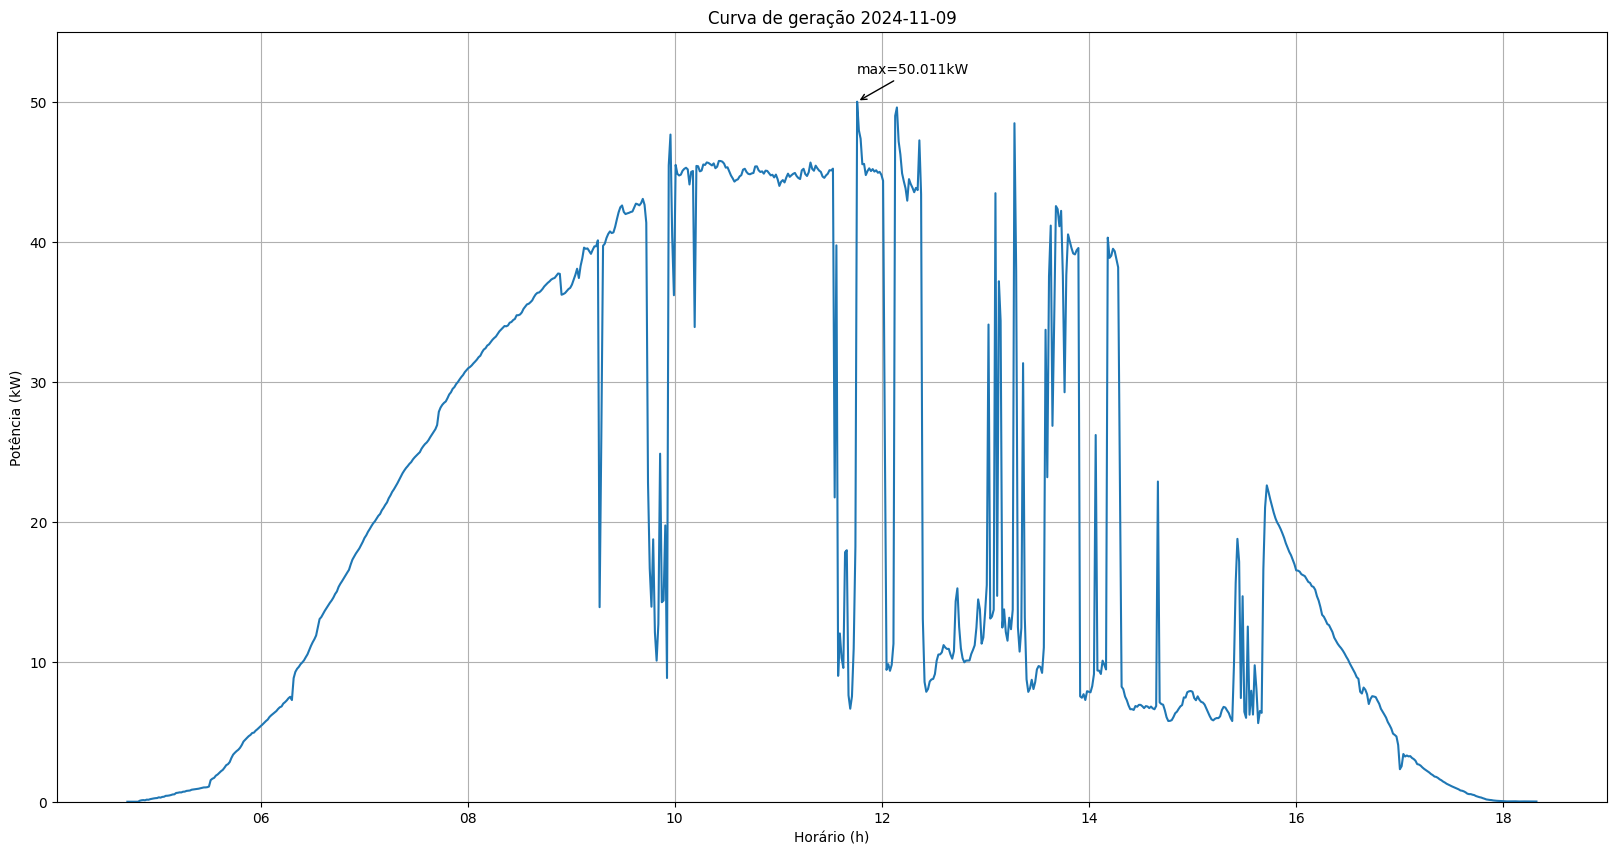 Curva de geração 2024-11-09
max=50.011kW
Potência (kW)
50
40
30
20
10
0
06 08 10 12 14 16 18
Horário (h)